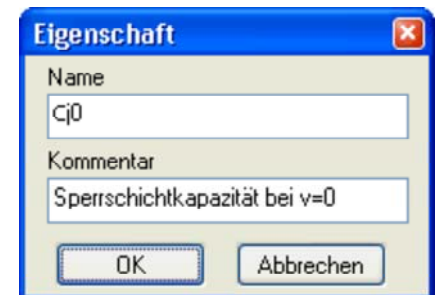 Eigenschaft
Name
Cj0
Kommentar
Sperrschichtkapazität bei v=0
OK
Abbrechen